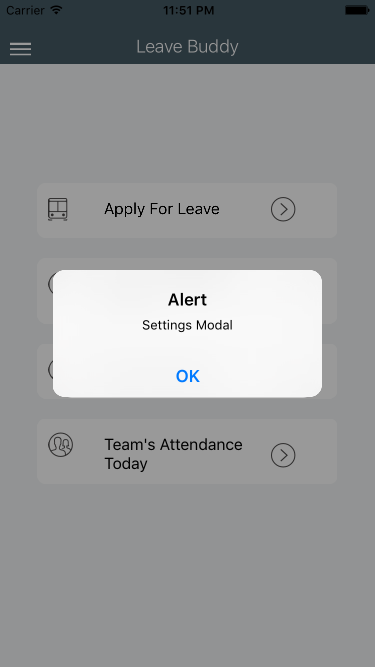 Carrier 11:51 PM
Leave Buddy
Apply For Leave
Alert
Settings Modal
OK
Team's Attendance
Today